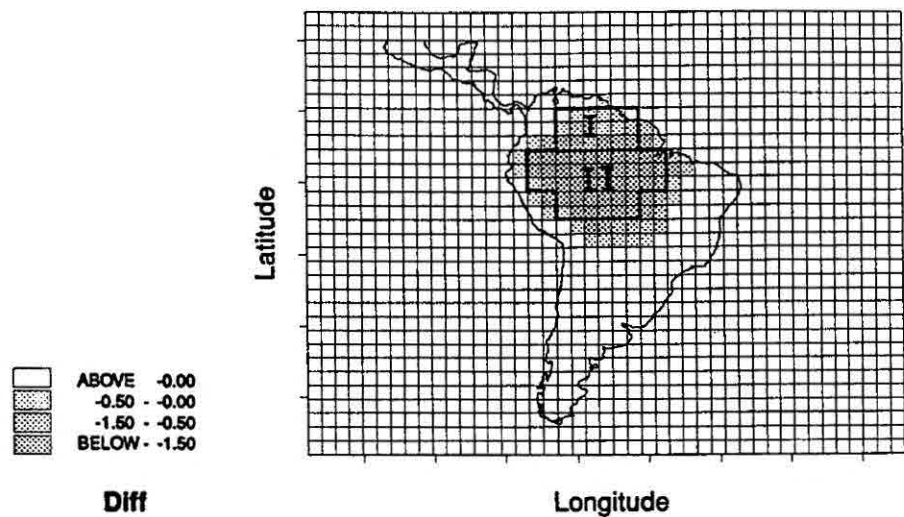 I
II
Latitude
ABOVE -0.00
-0.50 - -0.00
-1.50 - -0.50
BELOW - -1.50
Diff
Longitude